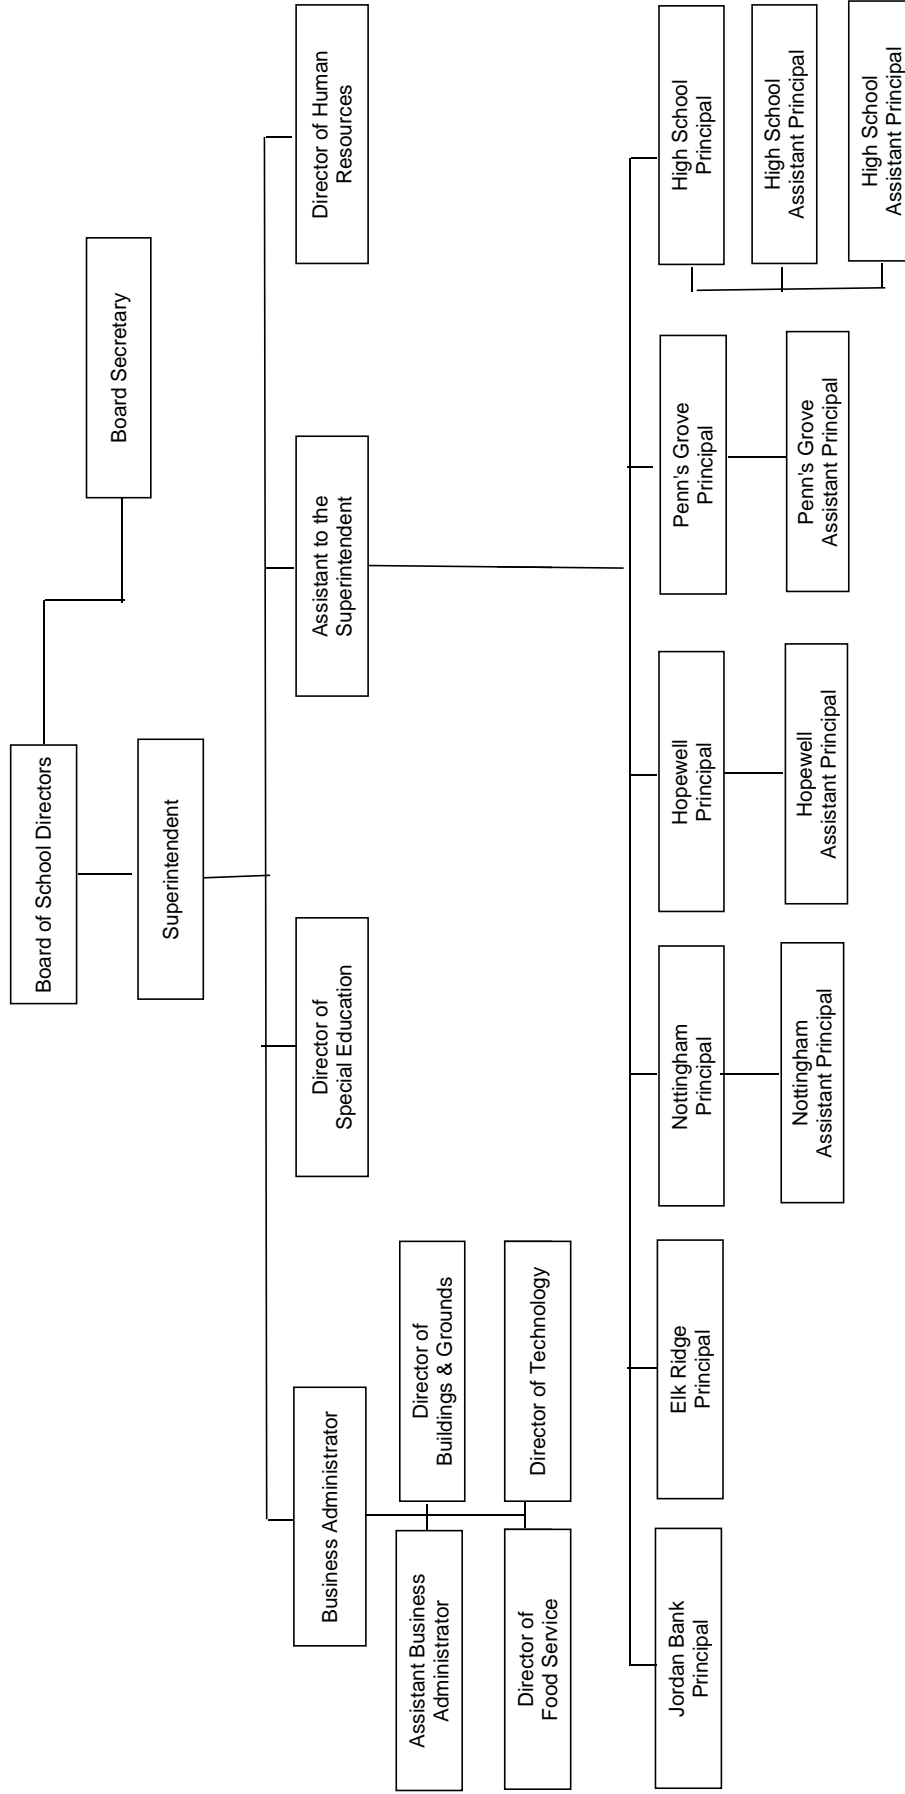 Board of School Directors
Board Secretary
Superintendent
Business Administrator
Director of
Special Education
Assistant to the
Superintendent
Director of Human
Resources
Assistant Business
Administrator
Director of
Buildings & Grounds
Director of
Food Service
Director of Technology
Jordan Bank
Principal
Elk Ridge
Principal
Nottingham
Principal
Hopewell
Principal
Penn's Grove
Principal
High School
Principal
Nottingham
Assistant Principal
Hopewell
Assistant Principal
Penn's Grove
Assistant Principal
High School
Assistant Principal
High School
Assistant Principal